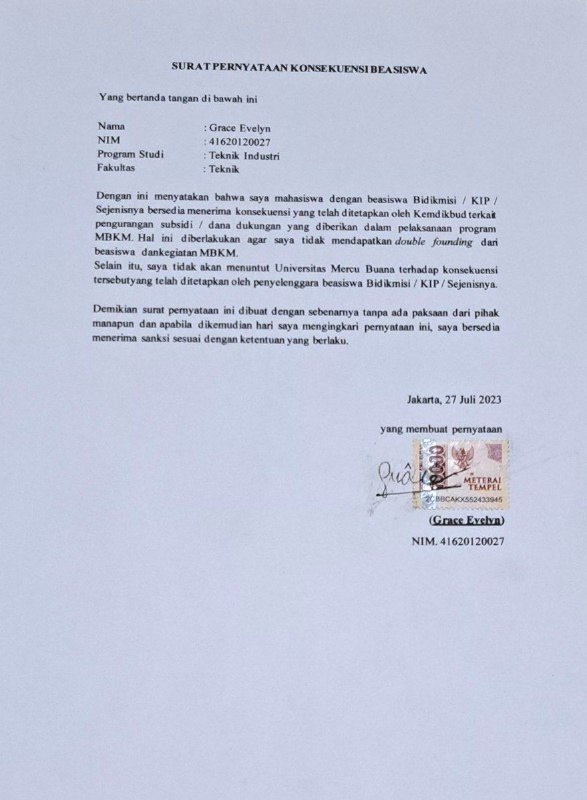 SURAT PERNYATAAN KONSEKUENSI BEASISWA
Yang bertanda tangan di bawah ini
Nama : Grace Evelyn
NIM : 41620120027
Program Studi : Teknik Industri
Fakultas : Teknik
Dengan ini menyatakan bahwa saya mahasiswa dengan beasiswa Bidikmisi / KIP /
Sejenisnya bersedia menerima konsekuensi yang telah ditetapkan oleh Kemdikbud terkait
pengurangan subsidi / dana dukungan yang diberikan dalam pelaksanaan program
MBKM. Hal ini diberlakukan agar saya tidak mendapatkan double founding dari
beasiswa dankegiatan MBKM.
Selain itu, saya tidak akan menuntut Universitas Mercu Buana terhadap konsekuensi
tersebutyang telah ditetapkan oleh penyelenggara beasiswa Bidikmisi / KIP / Sejenisnya.
Demikian surat pernyataan ini dibuat dengan sebenarnya tanpa ada paksaan dari pihak
manapun dan apabila dikemudian hari saya mengingkari pernyataan ini, saya bersedia
menerima sanksi sesuai dengan ketentuan yang berlaku.
Jakarta, 27 Juli 2023
yang membuat pernyataan
METERAI
TEMPEL
2CBBCAKX552433945
(Grace Evelyn)
NIM. 41620120027